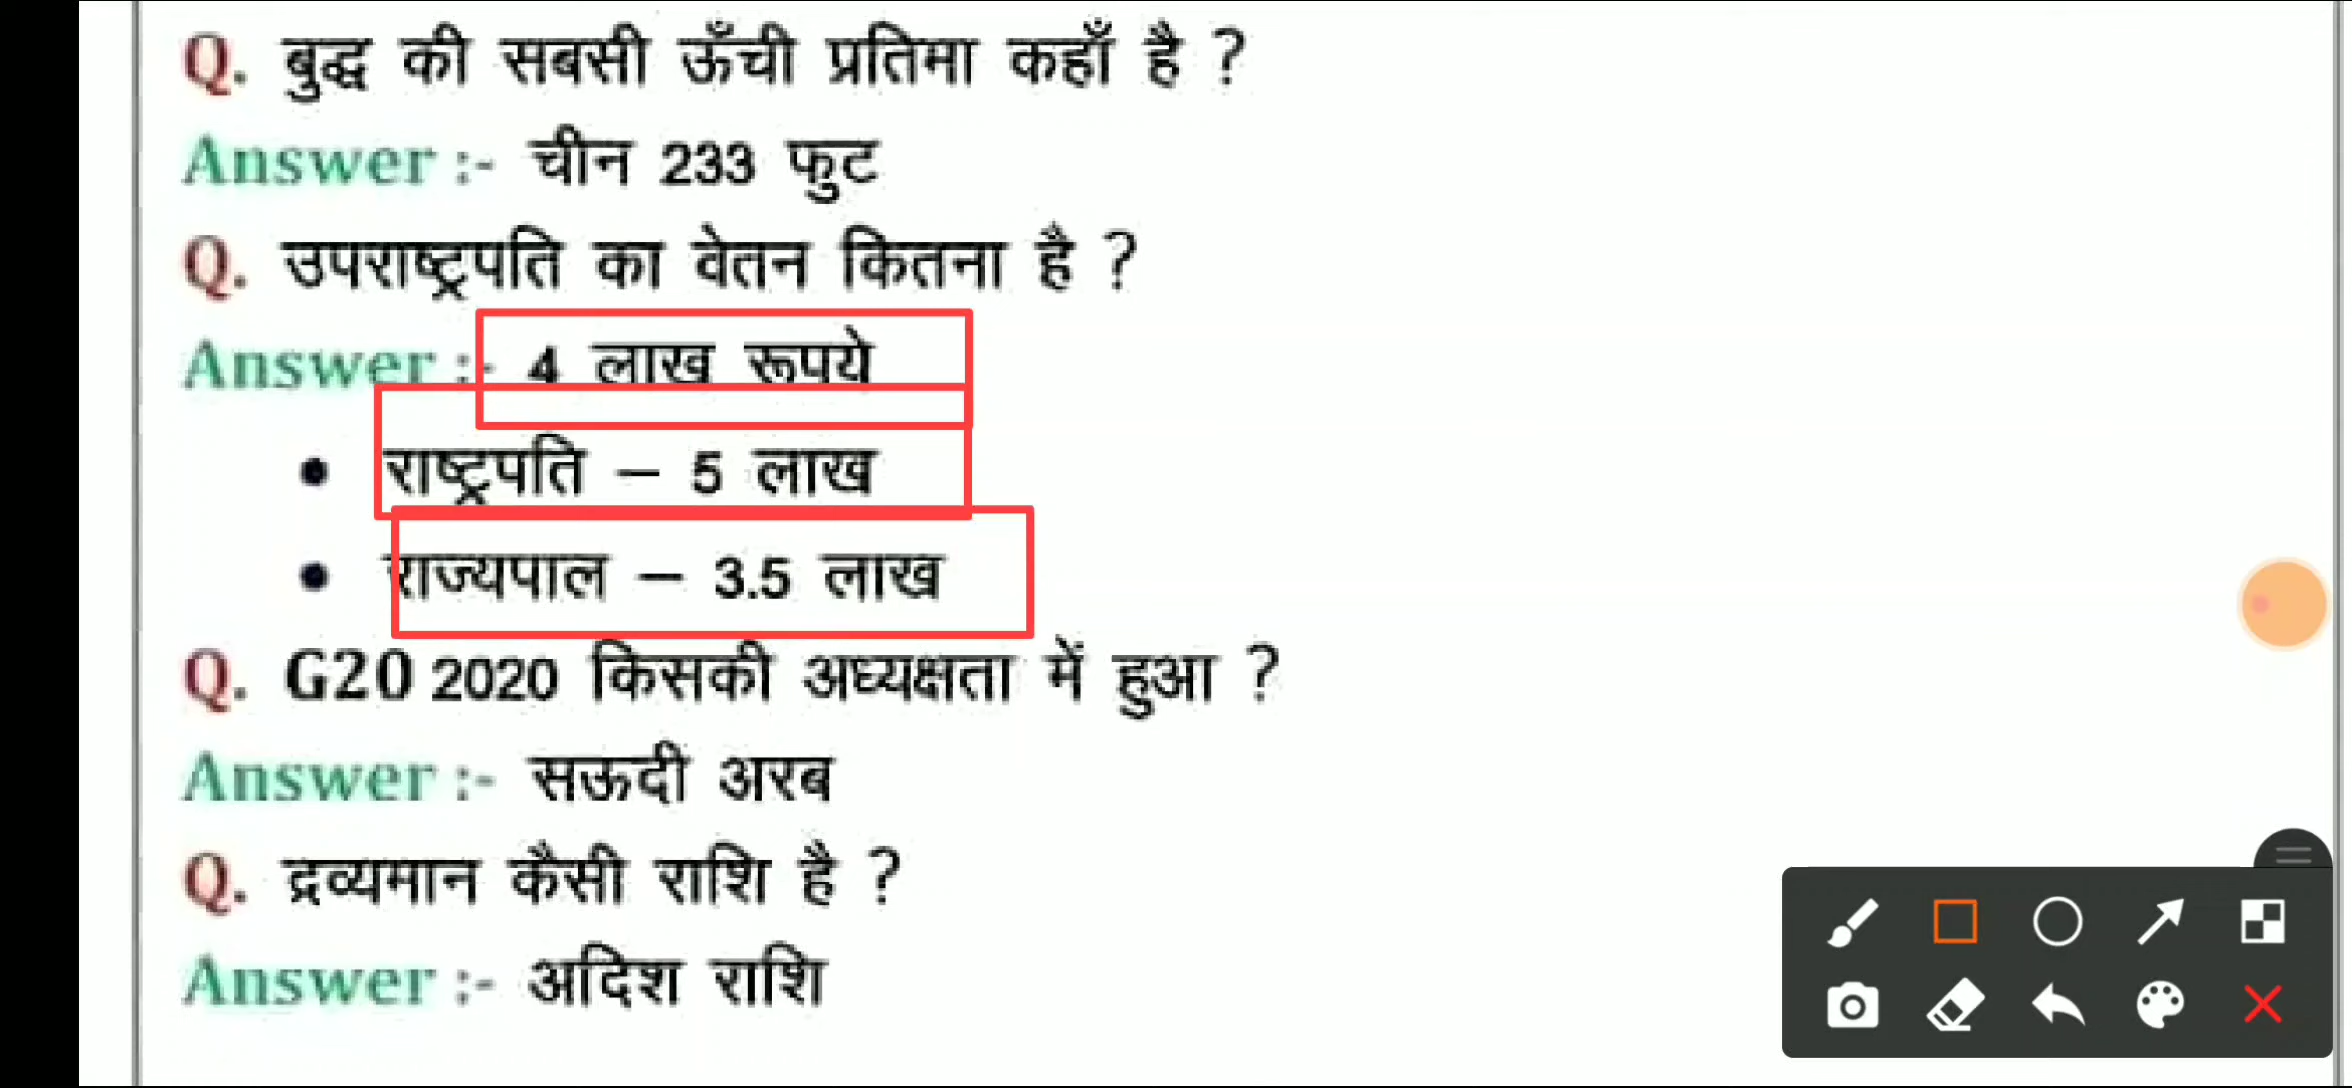 Q. बुद्ध की सबसी ऊँची प्रतिमा कहाँ है ?
Answer :- चीन 233 फुट
Q. उपराष्ट्रपति का वेतन कितना है ?
Answer :- 4 लाख रूपये
• राष्ट्रपति – 5 लाख
• राज्यपाल – 3.5 लाख
Q. G20 2020 किसकी अध्यक्षता में हुआ ?
Answer :- सऊदी अरब
Q. द्रव्यमान कैसी राशि है ?
Answer :- अदिश राशि